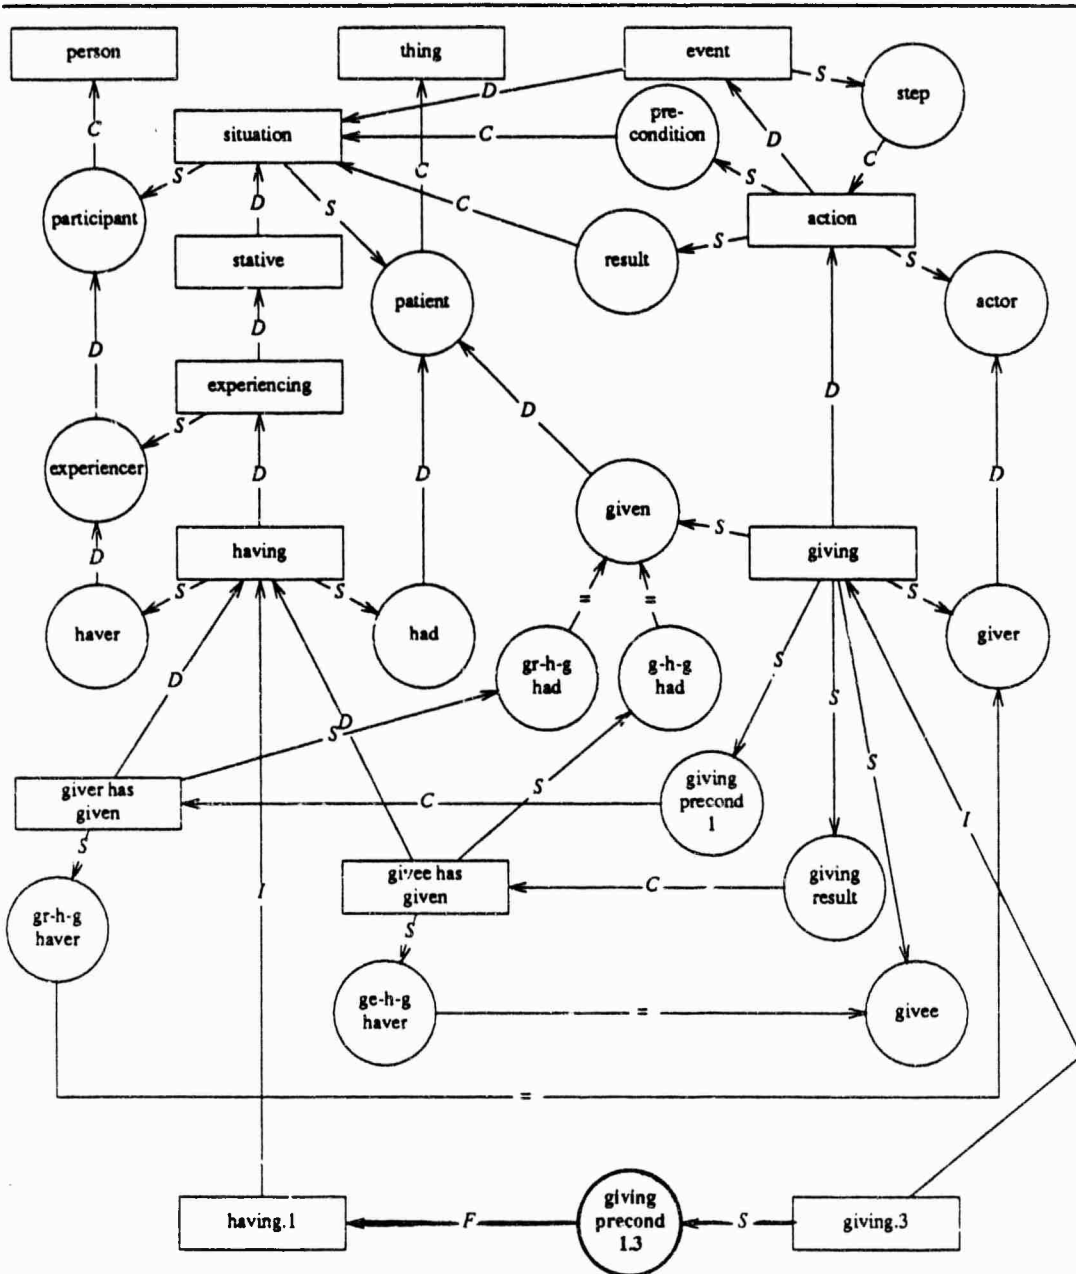 person
thing
event
S
step
D
pre-
condition
C
situation
D
C
C
C
S
S
S
D
C
participant
S
action
stative
result
S
S
patient
actor
D
D
experiencing
D
D
S
experiencer
D
D
D
given
S
having
giving
D
S
S
=
=
S
haver
had
gr-h-g
had
g-h-g
had
giver
D
S
S
D
S
giver has
given
C
giving
precond
1
S
S
I
S
givee has
given
C
giving
result
I
gr-h-g
haver
S
ge-h-g
haver
=
givee
=
having.1
F
giving
precond
1.3
S
giving.3